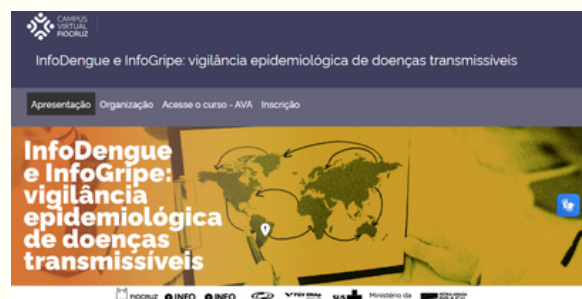 CAMPUS
VIRTUAL
FIOCRUZ
InfoDengue e InfoGripe: vigilância epidemiológica de doenças transmissíveis
Apresentação Organização Acesse o curso - AVA Inscrição
InfoDengue
e InfoGripe:
vigilância
epidemiológica
de doenças
transmissíveis
FIOCRUZ INFO INFO SUS Ministério da